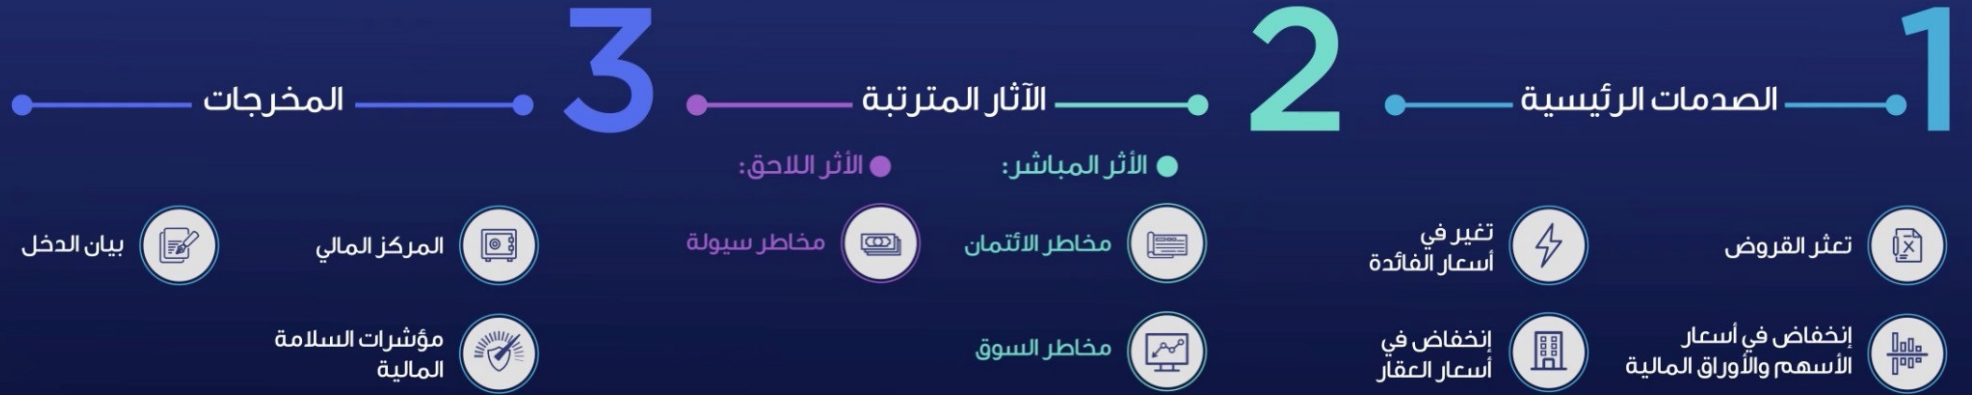 1
الصدمات الرئيسية
تعثر القروض
تغير في
أسعار الفائدة
إنخفاض في أسعار
الأسهم والأوراق المالية
إنخفاض في
أسعار العقار
2
الآثار المترتبة
الأثر المباشر:
مخاطر الائتمان
مخاطر السوق
الأثر اللاحق:
مخاطر سيولة
3
المخرجات
المركز المالي
بيان الدخل
مؤشرات السلامة
المالية